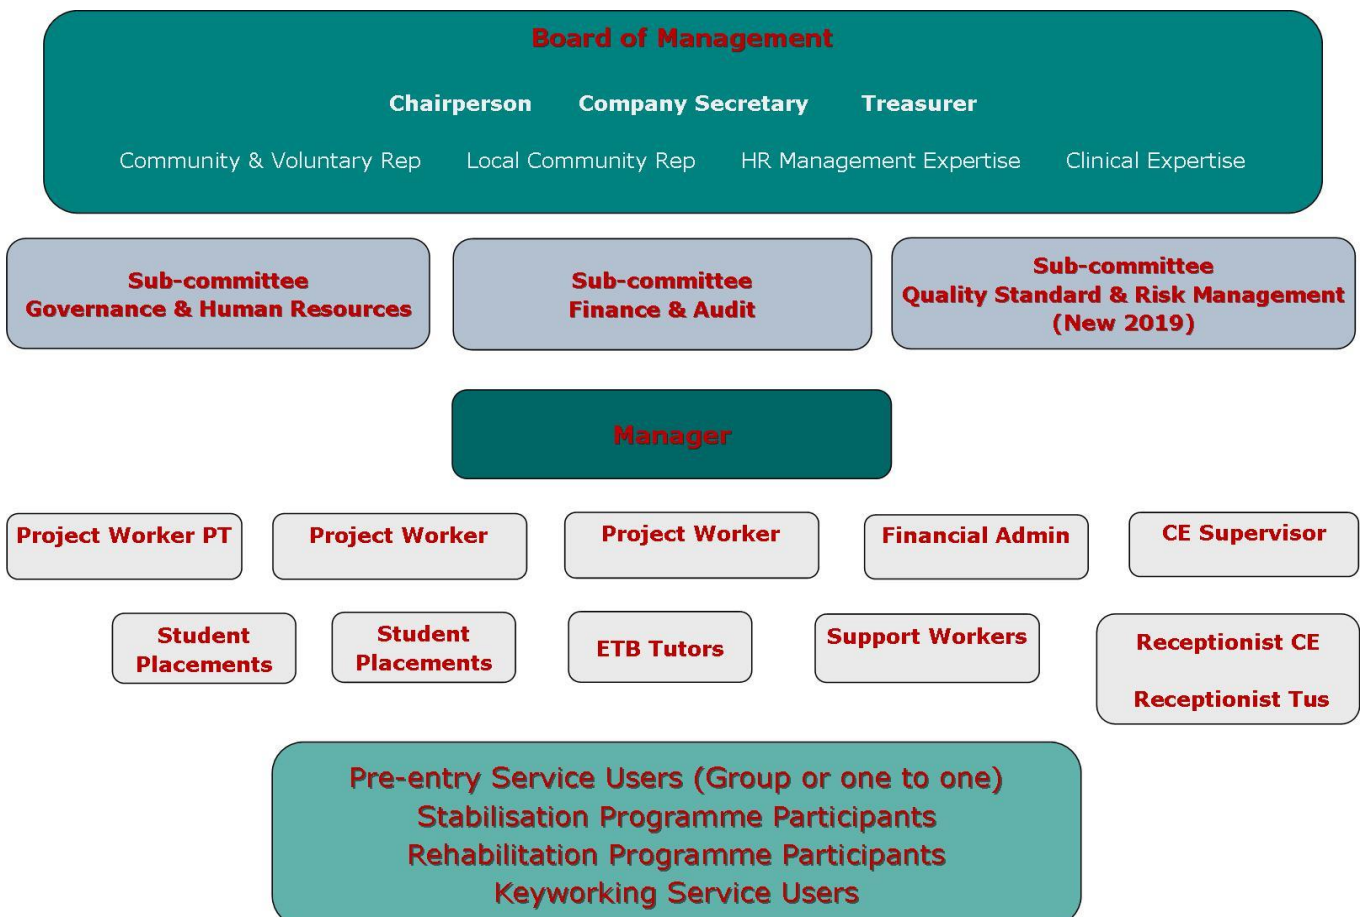 Board of Management
Chairperson Company Secretary Treasurer
Community & Voluntary Rep Local Community Rep HR Management Expertise Clinical Expertise
Sub-committee
Governance & Human Resources
Sub-committee
Finance & Audit
Sub-committee
Quality Standard & Risk Management
(New 2019)
Manager
Project Worker PT
Project Worker
Project Worker
Financial Admin
CE Supervisor
Student
Placements
Student
Placements
ETB Tutors
Support Workers
Receptionist CE
Receptionist Tus
Pre-entry Service Users (Group or one to one)
Stabilisation Programme Participants
Rehabilitation Programme Participants
Keyworking Service Users